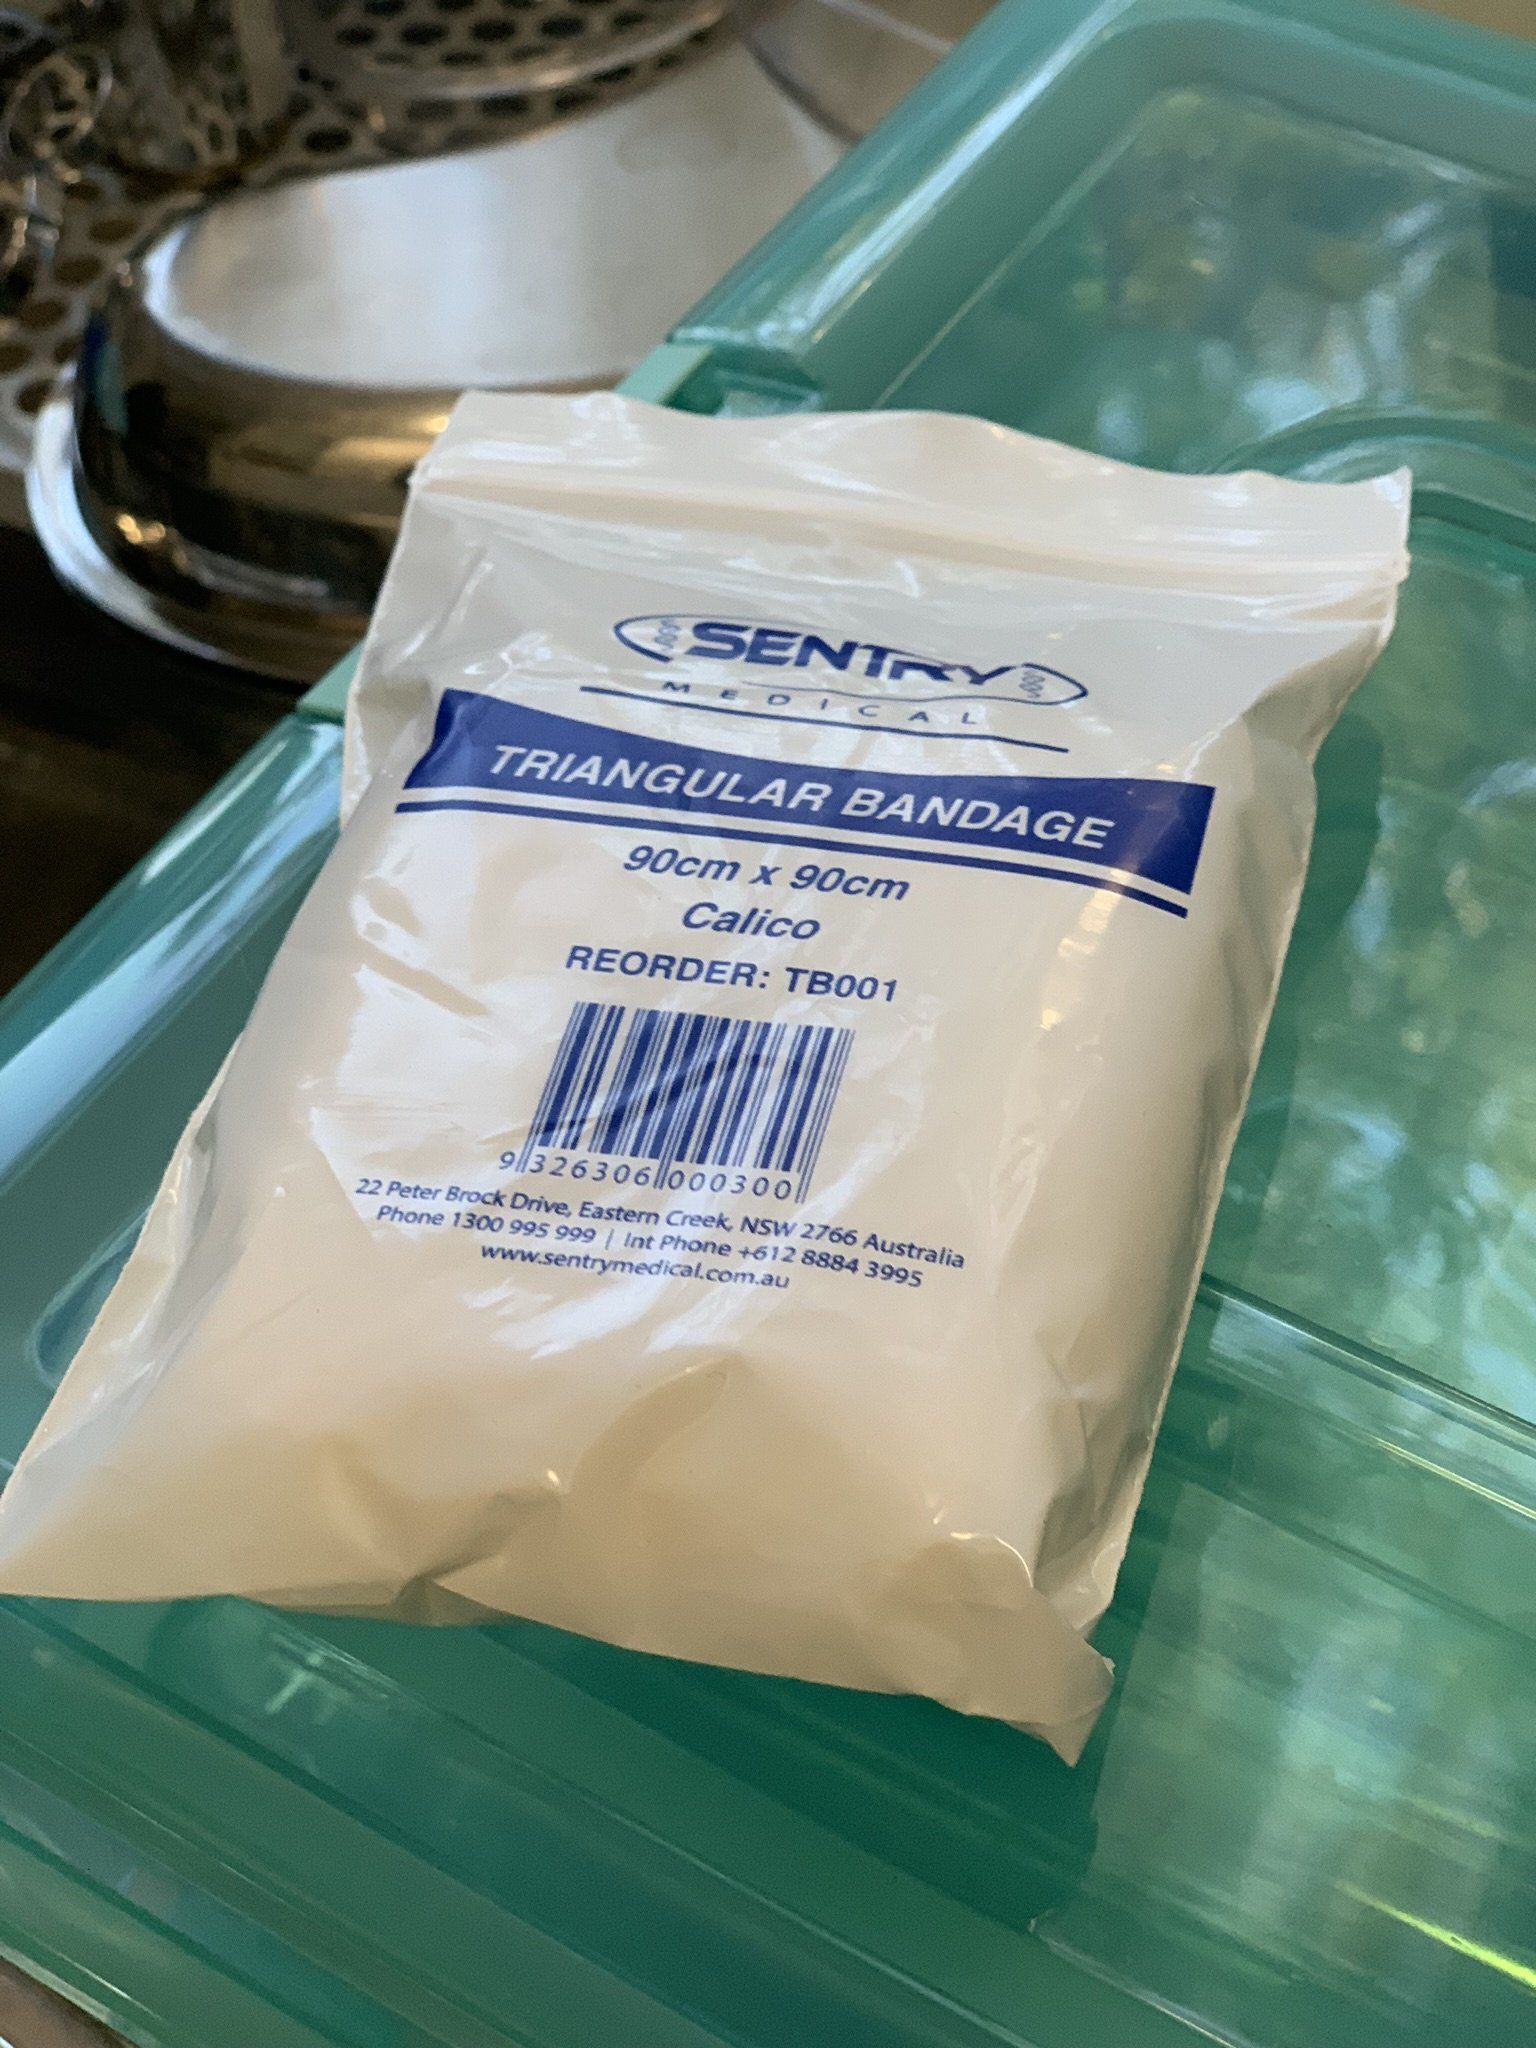 SENTRY
MEDICAL
TRIANGULAR BANDAGE
90cm x 90cm
Calico
REORDER: TB001
9 326306 000300
22 Peter Brock Drive, Eastern Creek, NSW 2766 Australia
Phone 1300 995 999 | Int Phone +612 8884 3995
www.sentrymedical.com.au